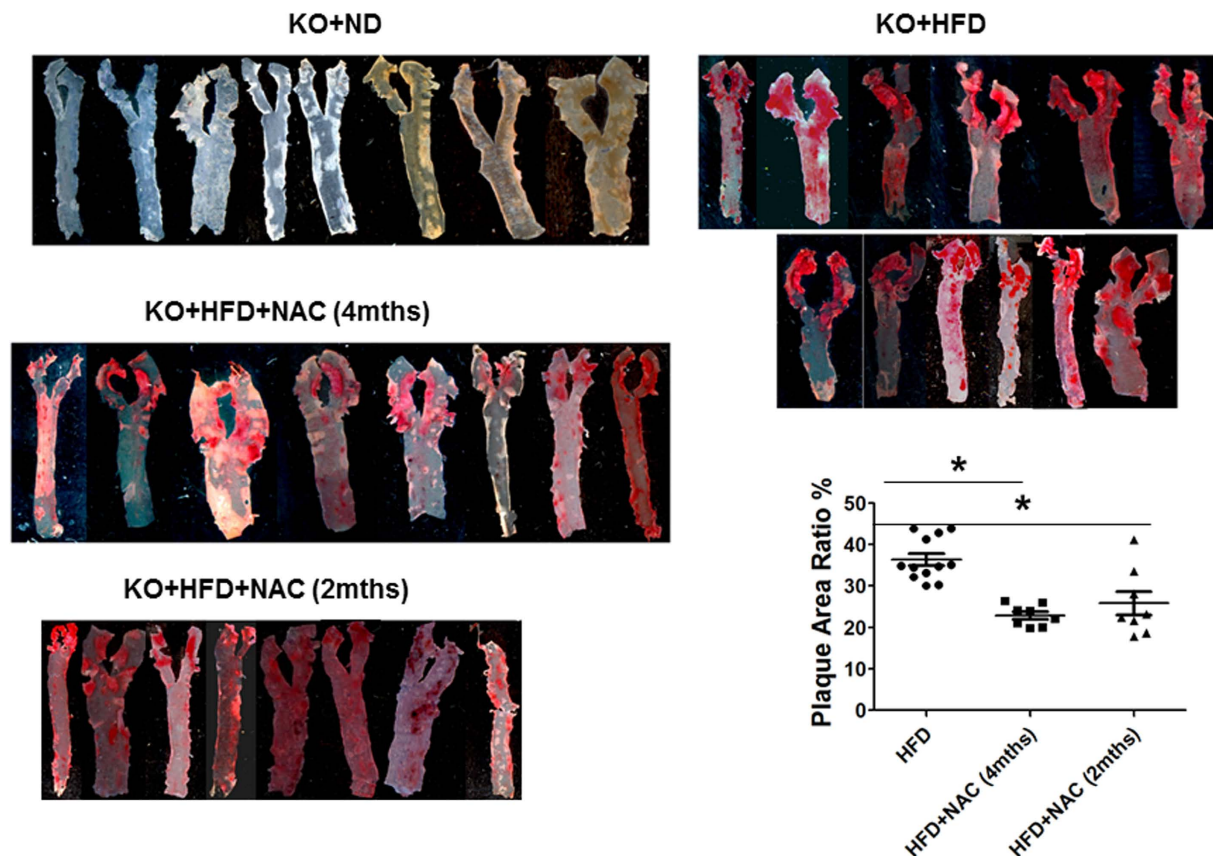 KO+ND
KO+HFD
KO+HFD+NAC (4mths)
KO+HFD+NAC (2mths)
*
*
Plaque Area Ratio %
50
40
30
20
10
0
HFD
HFD+NAC (4mths)
HFD+NAC (2mths)